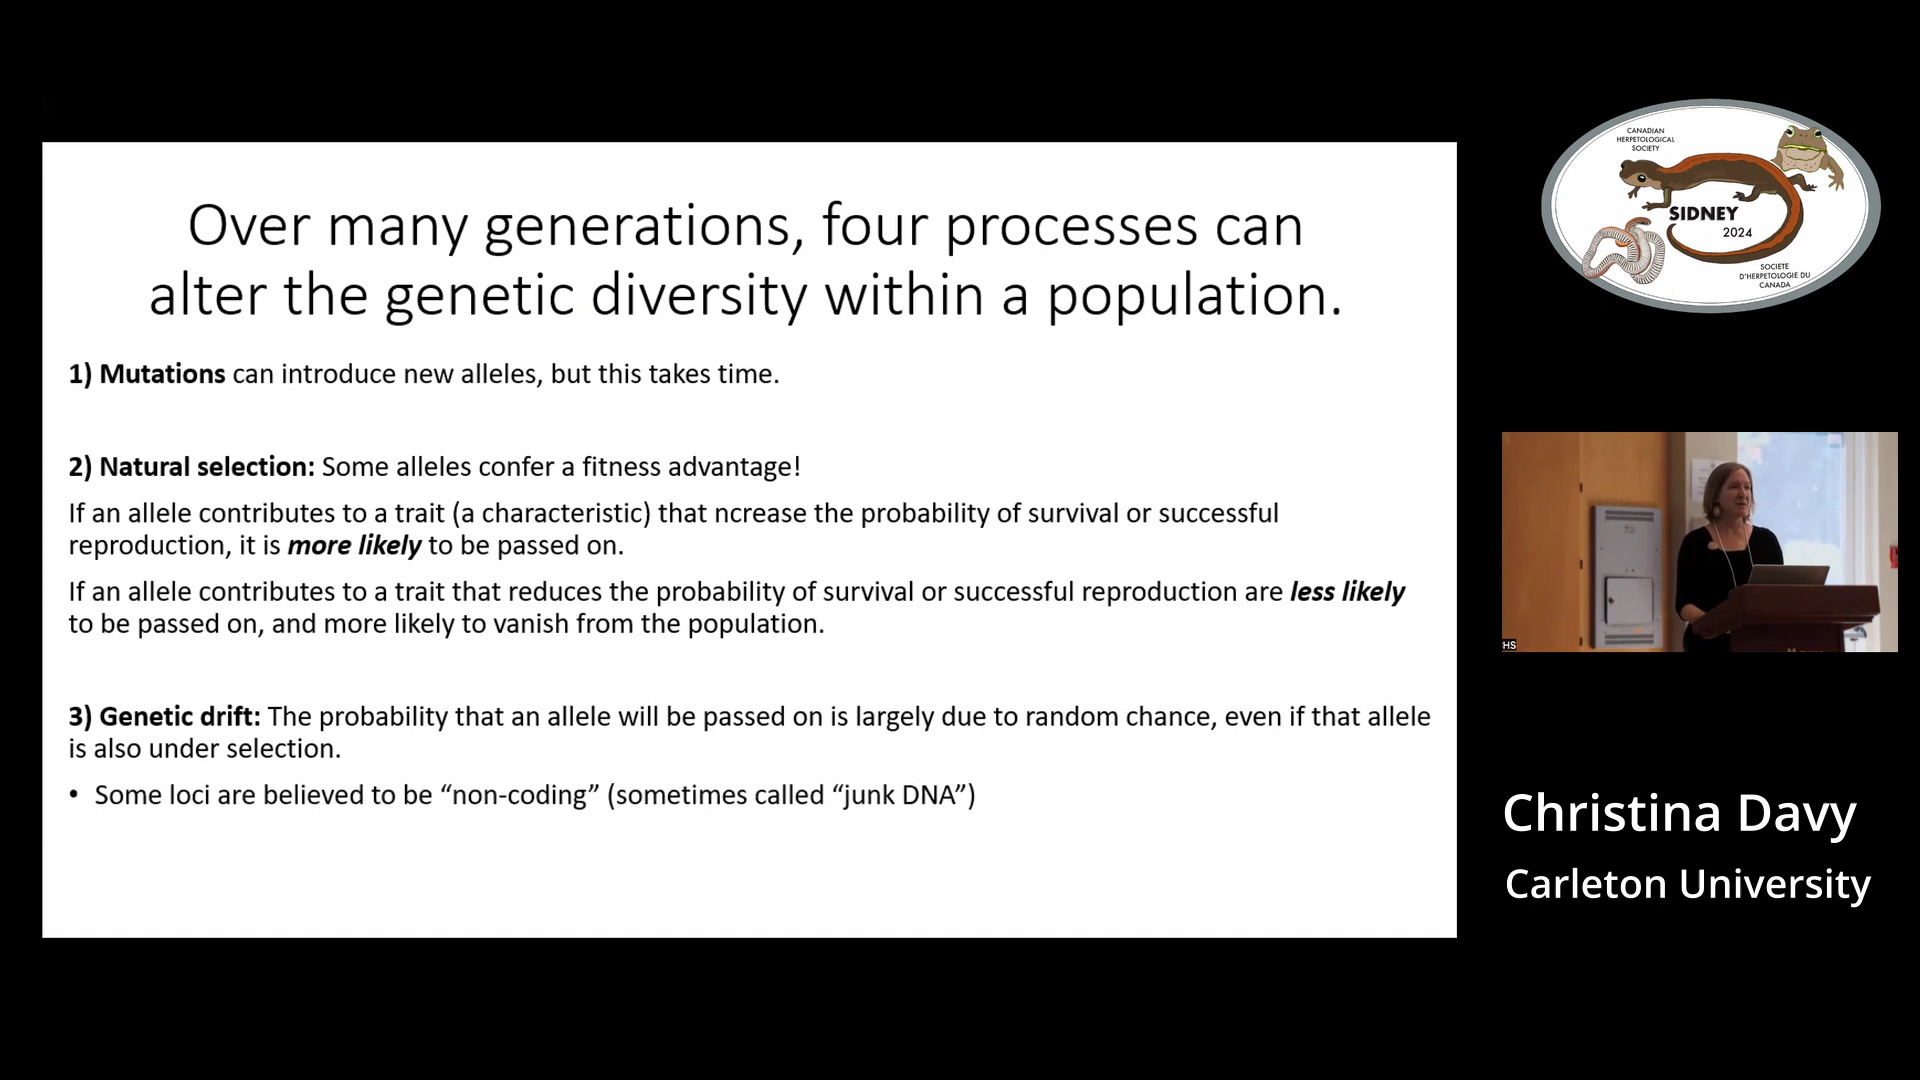 Over many generations, four processes can
alter the genetic diversity within a population.
1) Mutations can introduce new alleles, but this takes time.
2) Natural selection: Some alleles confer a fitness advantage!
If an allele contributes to a trait (a characteristic) that ncrease the probability of survival or successful
reproduction, it is more likely to be passed on.
If an allele contributes to a trait that reduces the probability of survival or successful reproduction are less likely
to be passed on, and more likely to vanish from the population.
3) Genetic drift: The probability that an allele will be passed on is largely due to random chance, even if that allele
is also under selection.
• Some loci are believed to be “non-coding” (sometimes called “junk DNA”)
CANADIAN
HERPETOLOGICAL
SOCIETY
SIDNEY
2024
SOCIETE
D'HERPETOLOGIE DU
CANADA
HS
Christina Davy
Carleton University